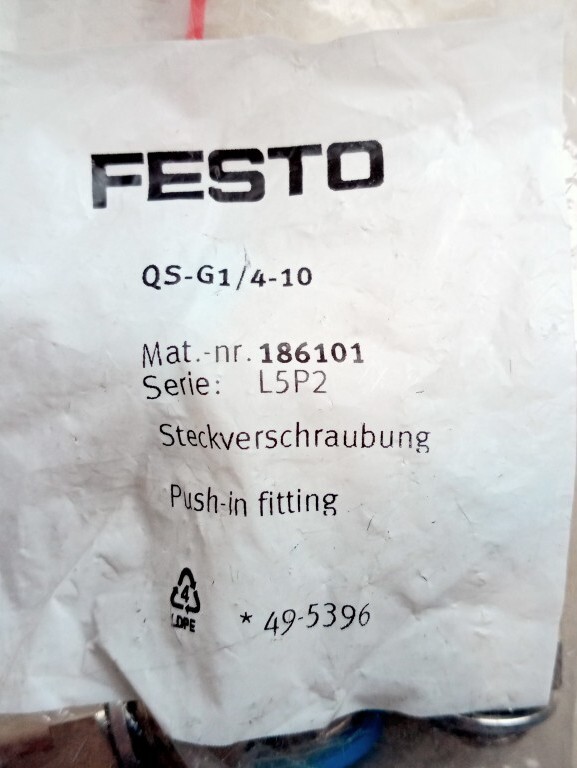 FESTO
QS-G1/4-10
Mat.-nr. 186101
Serie: L5P2
Steckverschraubung
Push-in fitting
4
LDPE
* 49-5396